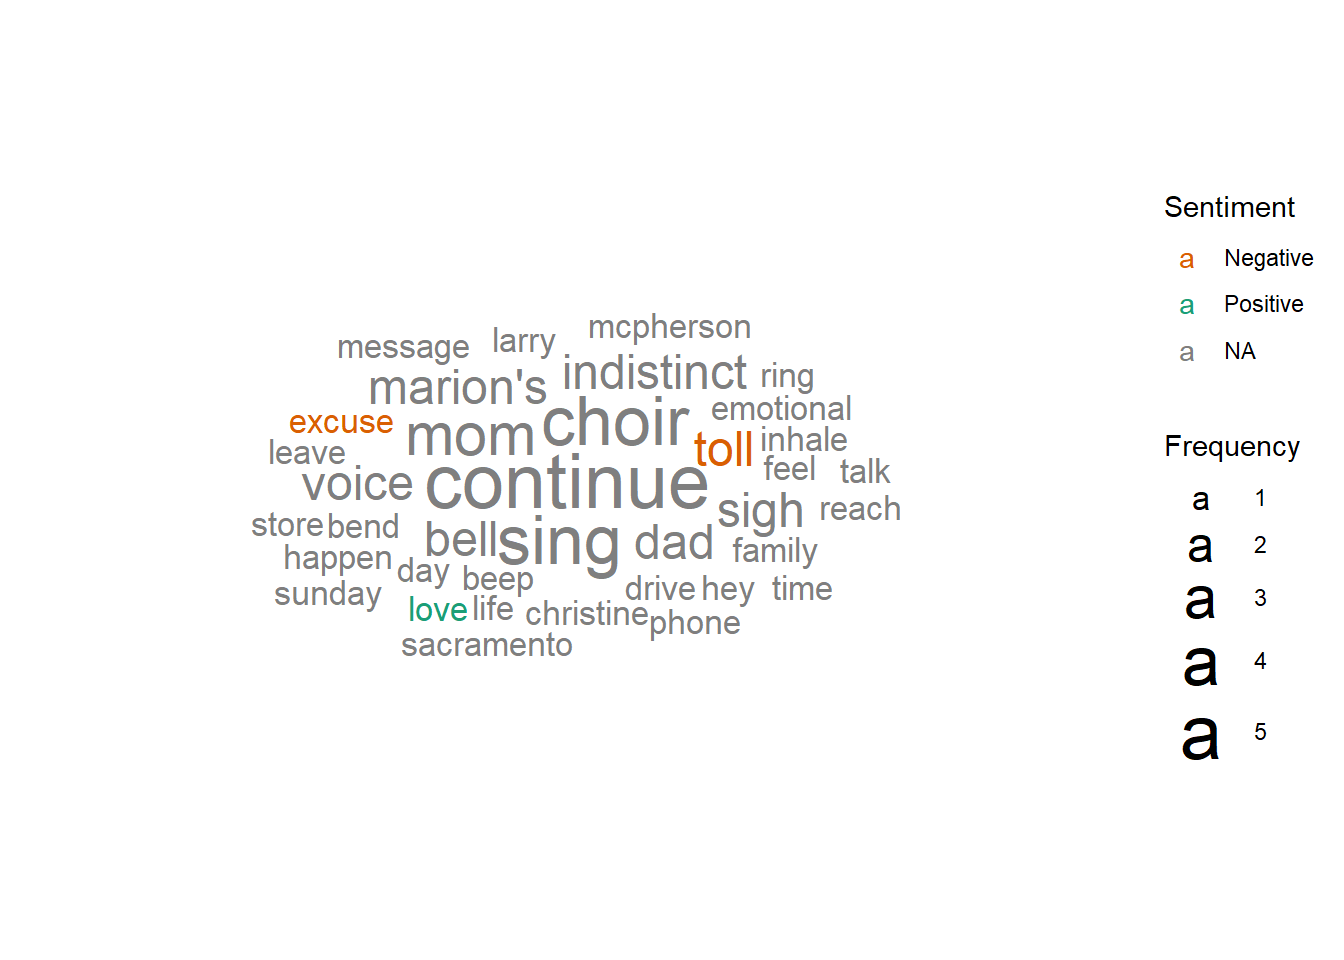 mcpherson
message larry
indistinct ring
marion's
emotional
choir
excuse
mom toll inhale
leave
feel talk
voice continue
sigh reach
store bend
bell sing dad family
happen
day beep
sunday drive hey time
love life christine
phone
sacramento
Sentiment
a Negative
a Positive
a NA
Frequency
a 1
a 2
a 3
a 4
a 5